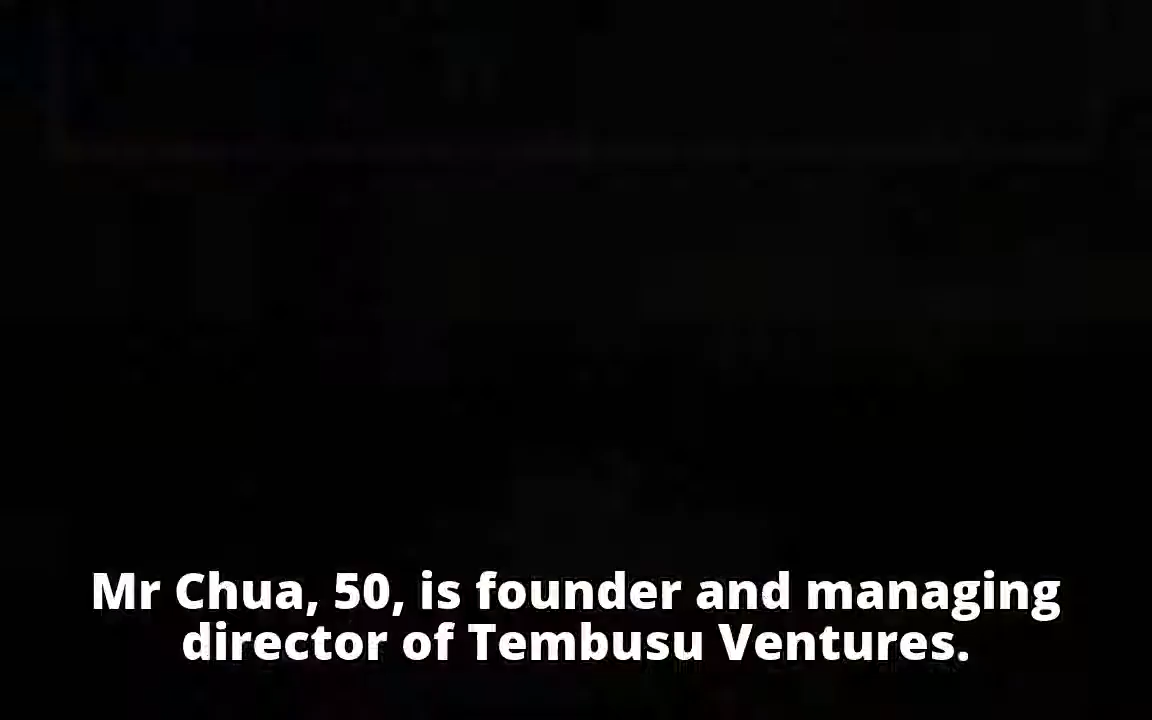 Mr Chua, 50, is founder and managing
director of Tembusu Ventures.